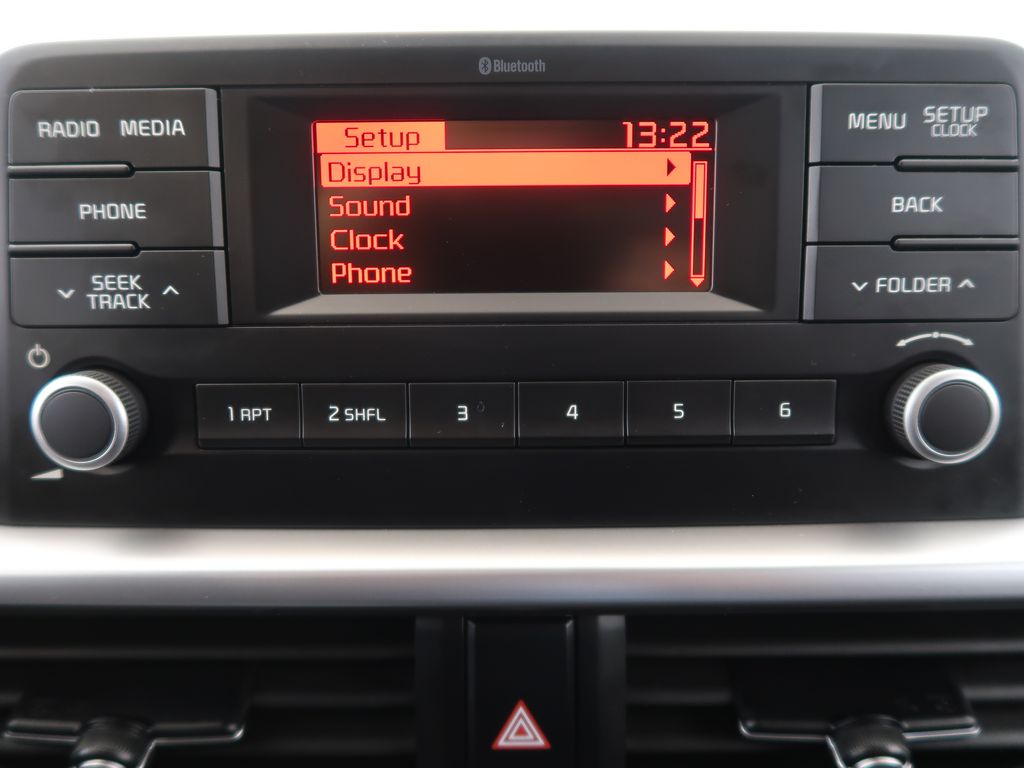 Bluetooth
RADIO MEDIA
PHONE
SEEK
TRACK
Setup 13:22
Display
Sound
Clock
Phone
MENU SETUP
CLOCK
BACK
FOLDER
1 RPT
2 SHFL
3
4
5
6